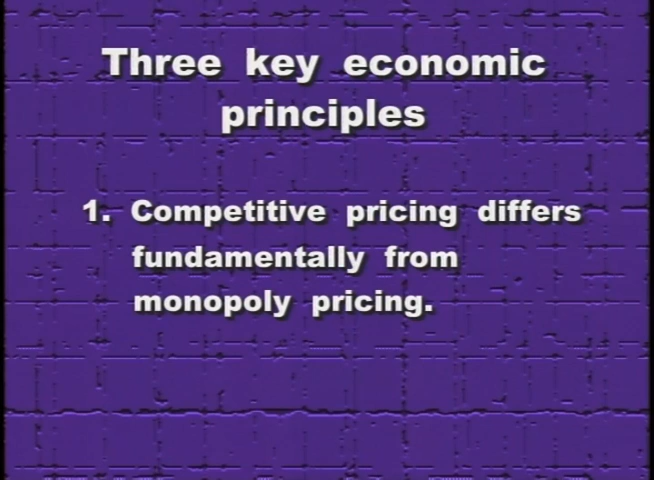 Three key economic
principles
1. Competitive pricing differs
fundamentally from
monopoly pricing.